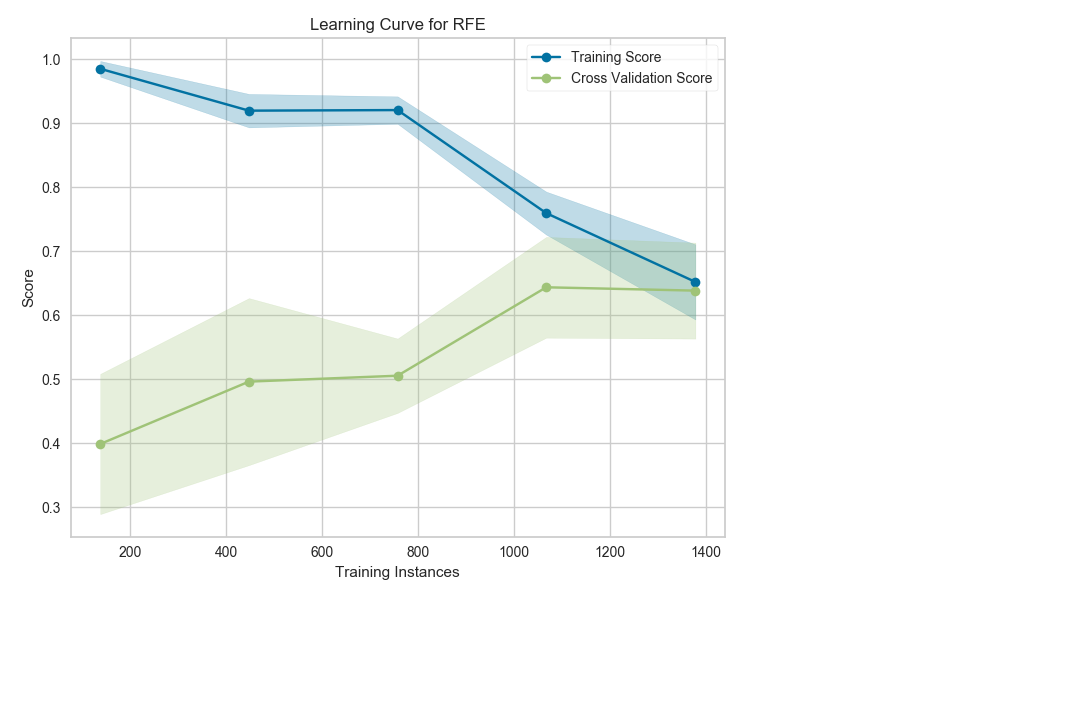 Learning Curve for RFE
Training Score
Cross Validation Score
1.0
0.9
0.8
0.7
0.6
0.5
0.4
0.3
Score
200 400 600 800 1000 1200 1400
Training Instances